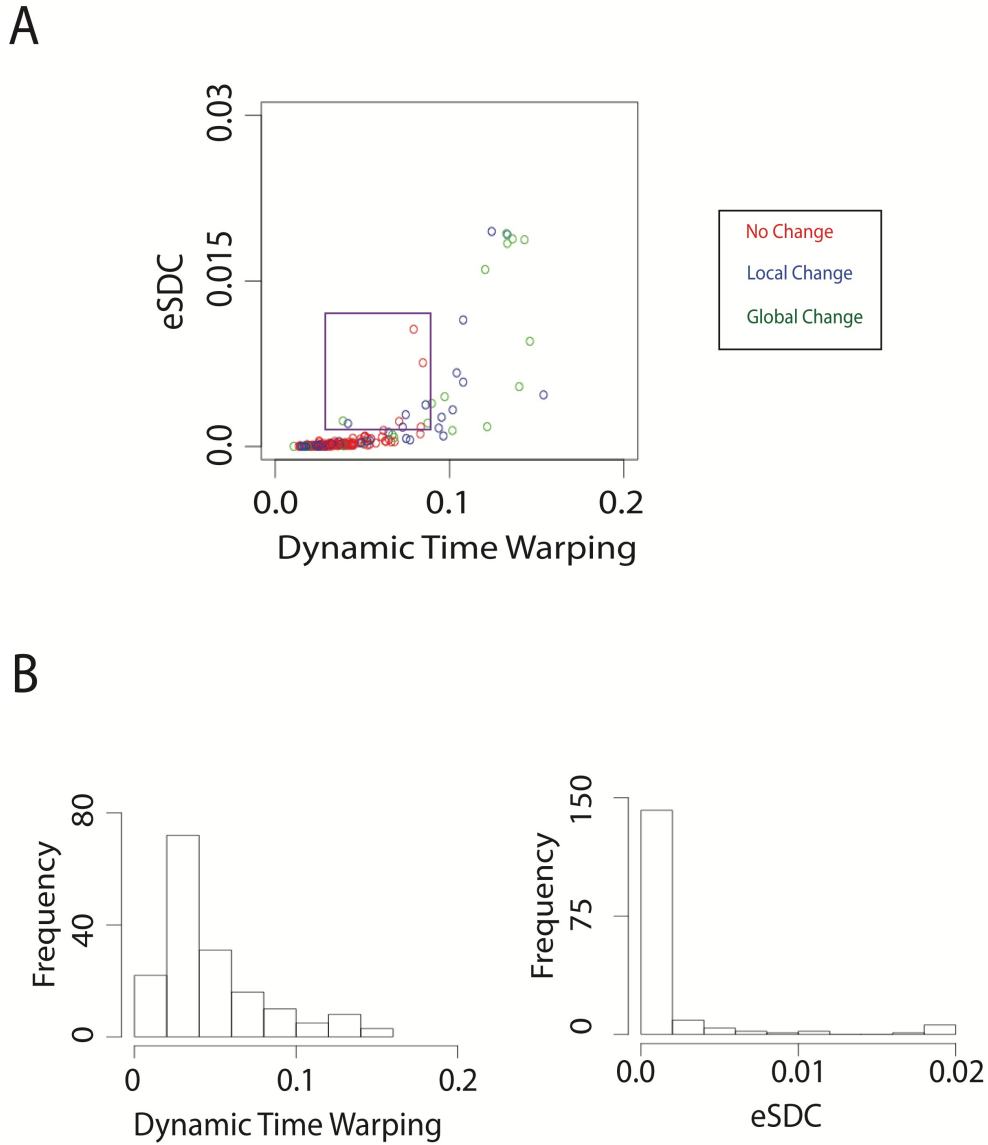 A
eSDC
0.03
0.015
0.0
0.0 0.1 0.2
Dynamic Time Warping
No Change
Local Change
Global Change
B
Frequency
80
40
0
0 0.1 0.2
Dynamic Time Warping
Frequency
150
75
0
0.0 0.01 0.02
eSDC